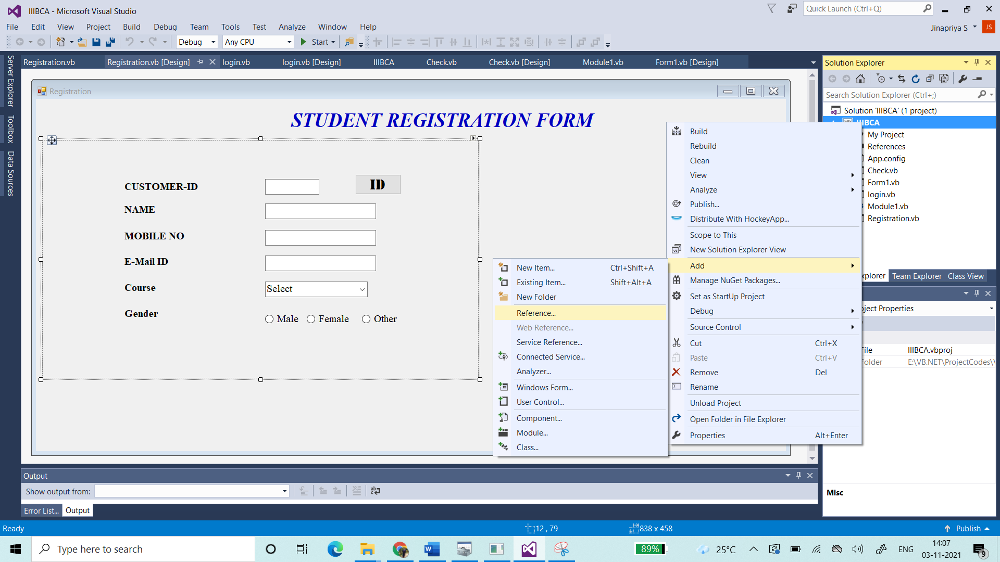 IIIBCA - Microsoft Visual Studio
Quick Launch (Ctrl+Q)
File Edit View Project Build Debug Team Tools Test Analyze Window Help
Jinapriya S JS
Debug Any CPU Start
Server Explorer
Toolbox
Data Sources
Registration.vb Registration.vb [Design] login.vb login.vb [Design] IIIBCA Check.vb Check.vb [Design] Module1.vb Form1.vb [Design]
Registration
STUDENT REGISTRATION FORM
CUSTOMER-ID ID
NAME
MOBILE NO
E-Mail ID
Course Select
Gender Male Female Other
New Item... Ctrl+Shift+A
Existing Item... Shift+Alt+A
New Folder
Reference...
Web Reference...
Service Reference...
Connected Service...
Analyzer...
Windows Form...
User Control...
Component...
Module...
Class...
Build
Rebuild
Clean
View
Analyze
Publish...
Distribute With HockeyApp...
Scope to This
New Solution Explorer View
Add
Manage NuGet Packages...
Set as StartUp Project
Debug
Source Control
Cut Ctrl+X
Paste Ctrl+V
Remove Del
Rename
Unload Project
Open Folder in File Explorer
Properties Alt+Enter
Solution Explorer
Search Solution Explorer (Ctrl+;)
Solution 'IIIBCA' (1 project)
IIIBCA
My Project
References
App.config
Check.vb
Form1.vb
login.vb
Module1.vb
Registration.vb
xplorer Team Explorer Class View
ject Properties
File IIIBCA.vbproj
Folder E:\VB.NET\ProjectCodes\
Misc
Output
Show output from:
Error List... Output
Ready 12 , 79 838 x 458 Publish
Type here to search
89% 25°C ENG 14:07
03-11-2021 9